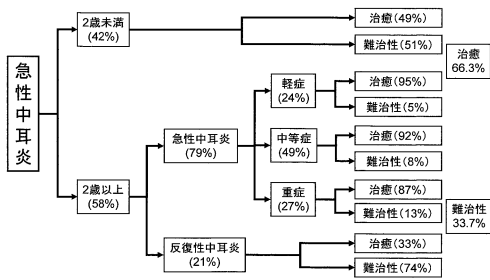 急性中耳炎
2歳未満
(42%)
治癒(49%)
難治性(51%)
治癒
66.3%
2歳以上
(58%)
急性中耳炎
(79%)
軽症
(24%)
治癒(95%)
難治性(5%)
中等症
(49%)
治癒(92%)
難治性(8%)
重症
(27%)
治癒(87%)
難治性(13%)
難治性
33.7%
反復性中耳炎
(21%)
治癒(33%)
難治性(74%)